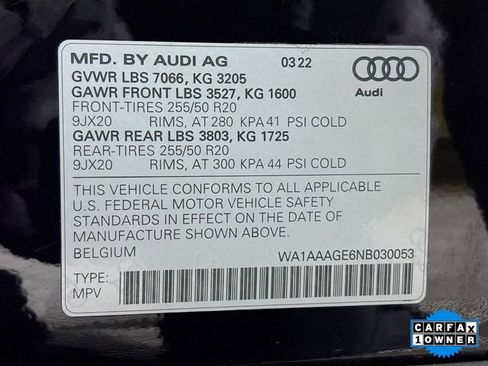 MFD. BY AUDI AG 03 22
GVWR LBS 7066, KG 3205
GAWR FRONT LBS 3527, KG 1600
FRONT-TIRES 255/50 R20
9JX20 RIMS, AT 280 KPA 41 PSI COLD
GAWR REAR LBS 3803, KG 1725
REAR-TIRES 255/50 R20
9JX20 RIMS, AT 300 KPA 44 PSI COLD
Audi
THIS VEHICLE CONFORMS TO ALL APPLICABLE
U.S. FEDERAL MOTOR VEHICLE SAFETY
STANDARDS IN EFFECT ON THE DATE OF
MANUFACTURE SHOWN ABOVE.
BELGIUM WA1AAAGE6NB030053
TYPE:
MPV
CARFAX
1 OWNER